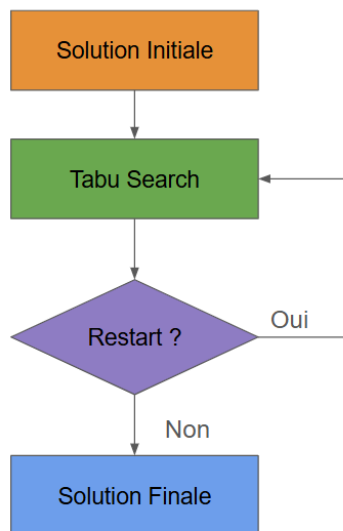 Solution Initiale
Tabu Search
Restart ?
Oui
Non
Solution Finale